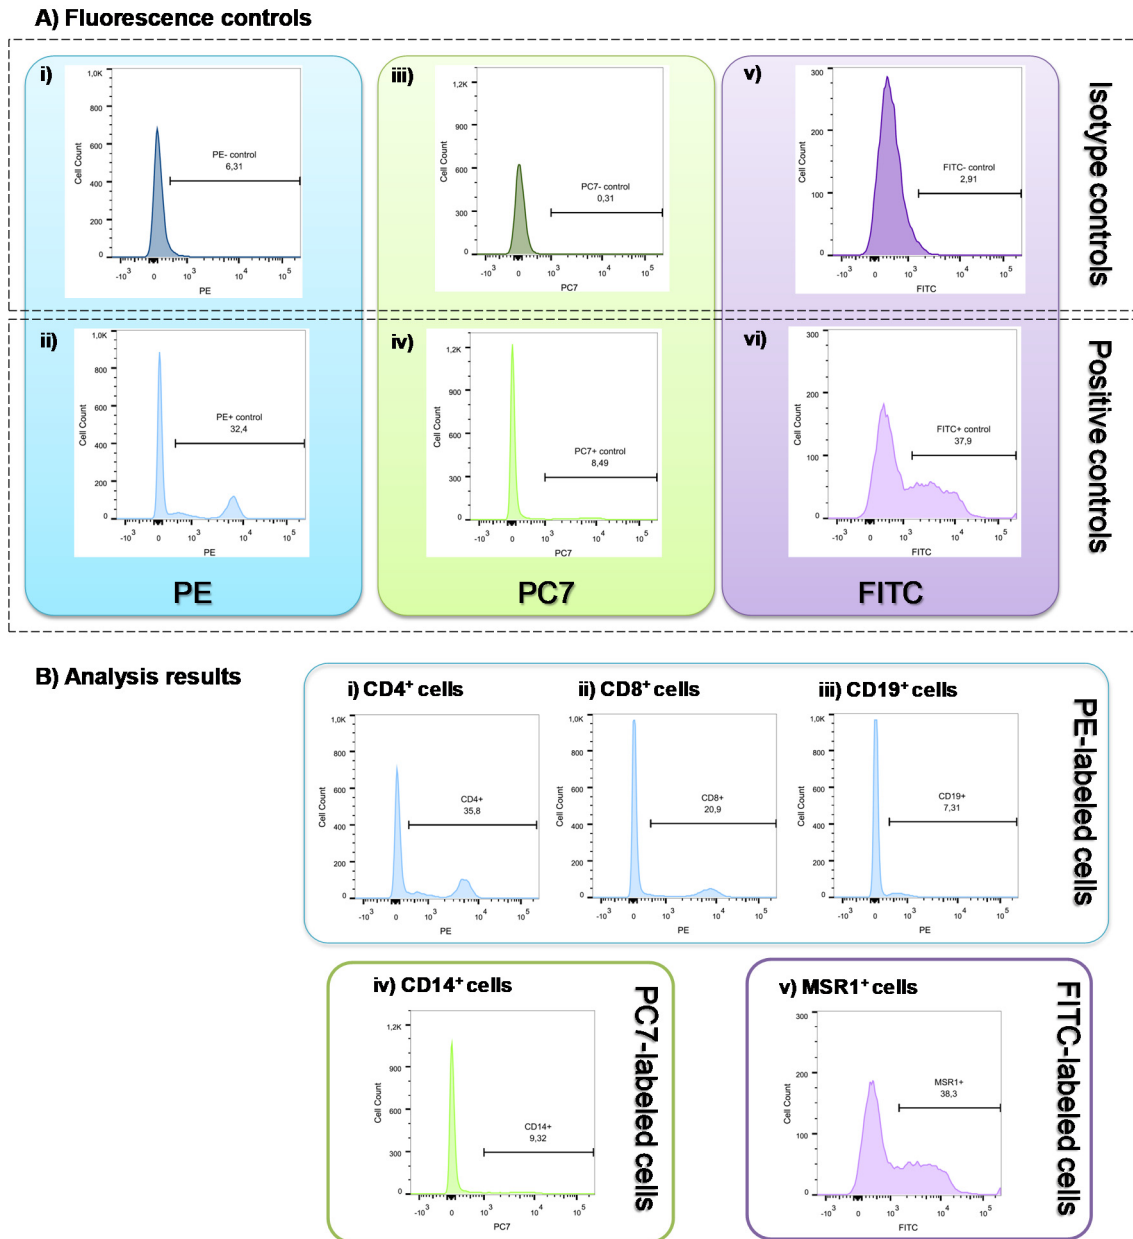 A) Fluorescence controls
i)
1,0K
800
600
400
200
0
Cell Count
PE- control
6,31
-10³ 0 10³ 10⁴ 10⁵
PE
iii)
1,2K
900
600
300
0
Cell Count
PC7- control
0,31
-10³ 0 10³ 10⁴ 10⁵
PC7
v)
300
200
100
0
Cell Count
FITC- control
2,91
-10³ 0 10³ 10⁴ 10⁵
FITC
Isotype controls
ii)
1,0K
800
600
400
200
0
Cell Count
PE+ control
32,4
-10³ 0 10³ 10⁴ 10⁵
PE
iv)
1,2K
900
600
300
0
Cell Count
PC7+ control
8,49
-10³ 0 10³ 10⁴ 10⁵
PC7
vi)
300
200
100
0
Cell Count
FITC+ control
37,9
-10³ 0 10³ 10⁴ 10⁵
FITC
Positive controls
PE
PC7
FITC
B) Analysis results
i) CD4⁺ cells
1,0K
800
600
400
200
0
Cell Count
CD4+
35,8
-10³ 0 10³ 10⁴ 10⁵
PE
ii) CD8⁺ cells
1,0K
800
600
400
200
0
Cell Count
CD8+
20,9
-10³ 0 10³ 10⁴ 10⁵
PE
iii) CD19⁺ cells
1,0K
800
600
400
200
0
Cell Count
CD19+
7,31
-10³ 0 10³ 10⁴ 10⁵
PE
PE-labeled cells
iv) CD14⁺ cells
1,2K
900
600
300
0
Cell Count
CD14+
9,32
-10³ 0 10³ 10⁴ 10⁵
PC7
PC7-labeled cells
v) MSR1⁺ cells
300
200
100
0
Cell Count
MSR1+
38,3
-10³ 0 10³ 10⁴ 10⁵
FITC
FITC-labeled cells